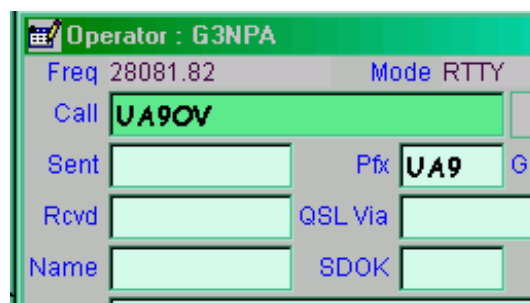 Operator : G3NPA
Freq 28081.82 Mode RTTY
Call UA9OV
Sent Pfx UA9 G
Rcvd QSL Via
Name SDOK